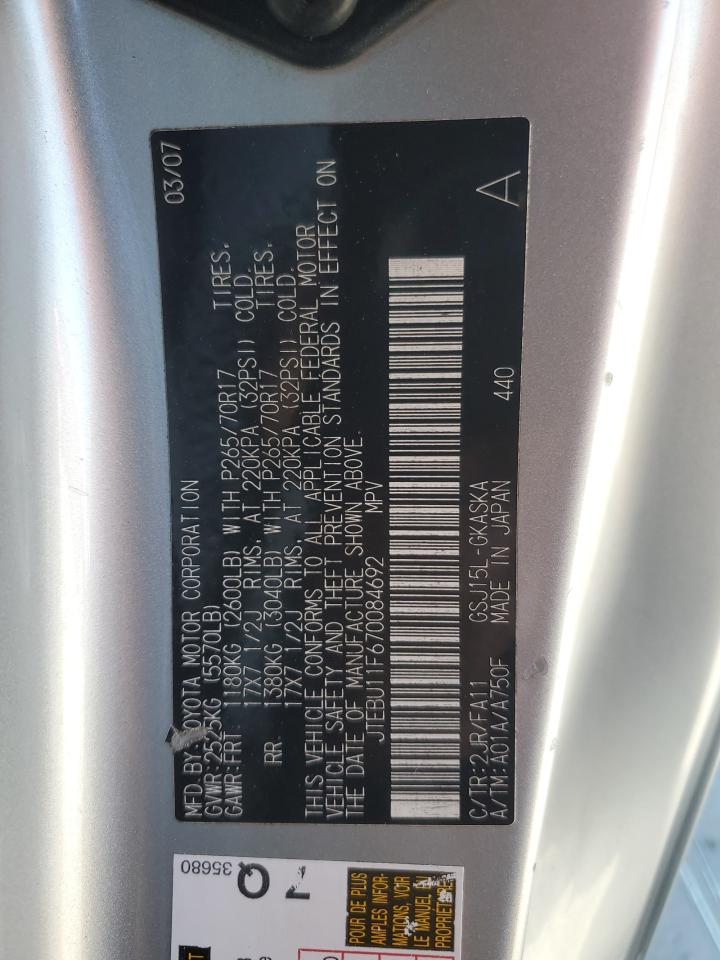 MFD.BY:TOYOTA MOTOR CORPORATION 03/07
GVWR:2525KG (5570LB)
GAWR:FRT 1180KG (2600LB) WITH P265/70R17 TIRES,
17X7 1/2J RIMS, AT 220KPA (32PSI) COLD.
RR 1380KG (3040LB) WITH P265/70R17 TIRES,
17X7 1/2J RIMS, AT 220KPA (32PSI) COLD.
THIS VEHICLE CONFORMS TO ALL APPLICABLE FEDERAL MOTOR
VEHICLE SAFETY AND THEFT PREVENTION STANDARDS IN EFFECT ON
THE DATE OF MANUFACTURE SHOWN ABOVE.
JTEBU11F670084692 MPV
C/TR:2JR/FA11 GSJ15L-GKASKA 440
A/TM:A01A/A750F MADE IN JAPAN A
35680
Q
POUR DE PLUS
AMPLES INFOR-
MATIONS, VOIR
LE MANUEL
PROPRIETAIRE